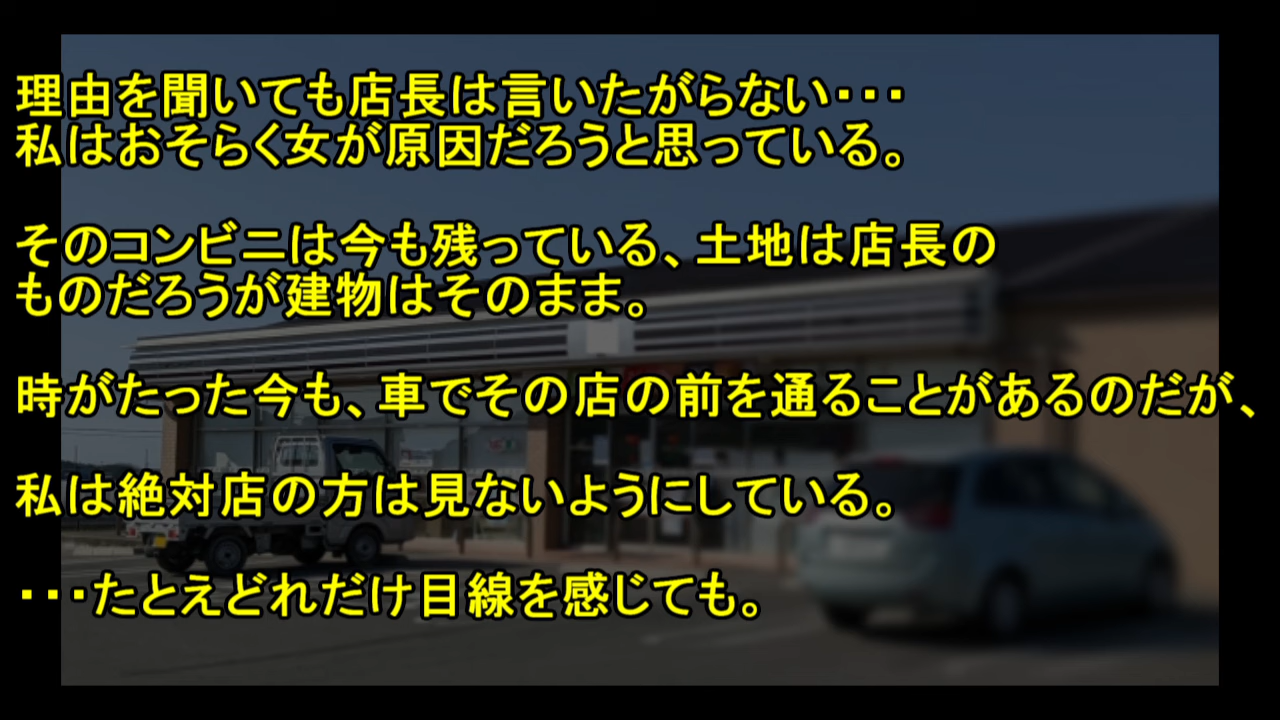 理由を聞いても店長は言いたがらない・・・
私はおそらく女が原因だろうと思っている。
そのコンビニは今も残っている、土地は店長の
ものだろうが建物はそのまま。
時がたった今も、車でその店の前を通ることがあるのだが、
私は絶対店の方は見ないようにしている。
・・・たとえどれだけ目線を感じても。